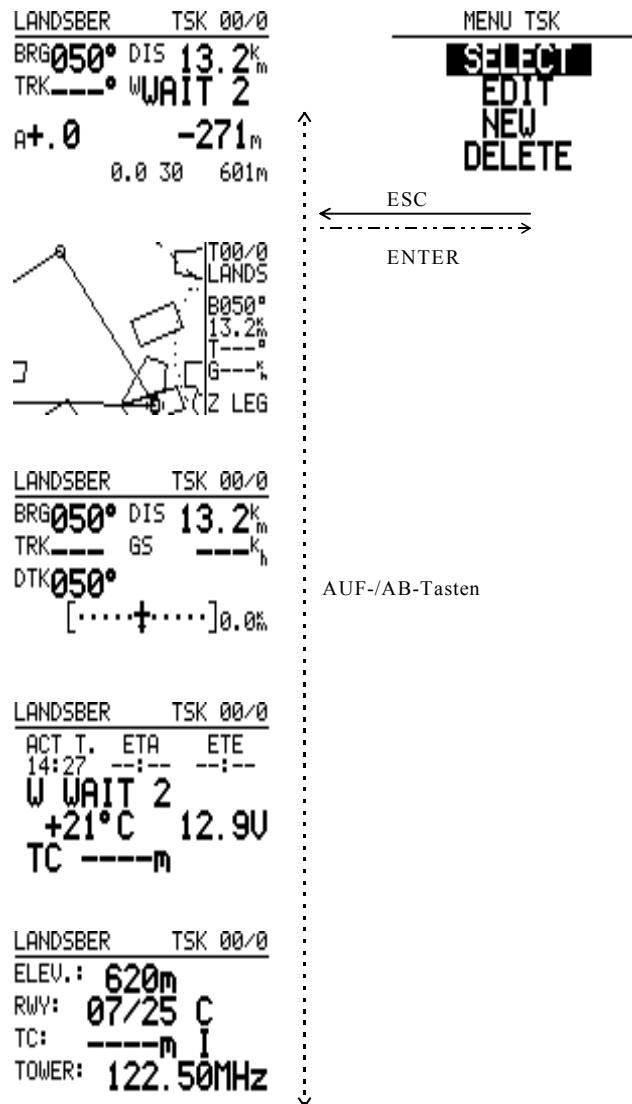 LANDSBER TSK 00/0
BRG050° DIS 13.2km
TRK---° WWAIT 2
A+.0 -271m
0.0 30 601m
MENU TSK
SELECT
EDIT
NEW
DELETE
ESC
ENTER
T00/0
LANDS
B050°
13.2km
T---°
G---kh
Z LEG
LANDSBER TSK 00/0
BRG050° DIS 13.2km
TRK--- GS ---kh
DTK050°
[·····‡·····]0.0km
AUF-/AB-Tasten
LANDSBER TSK 00/0
ACT T. ETA ETE
14:27 --:-- --:--
W WAIT 2
+21°C 12.9V
TC ----m
LANDSBER TSK 00/0
ELEV.: 620m
RWY: 07/25 C
TC: ----m I
TOWER: 122.50MHz